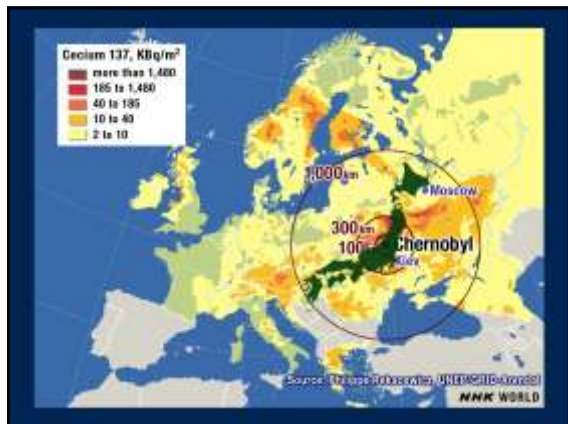 Cecium 137, KBq/m²
more than 1,480
185 to 1,480
40 to 185
10 to 40
2 to 10
1,000km
Moscow
300km
100
Chernobyl
Kiev
Source: Philippe Rekacewicz, UNEP/GRID-Arendal
NHK WORLD